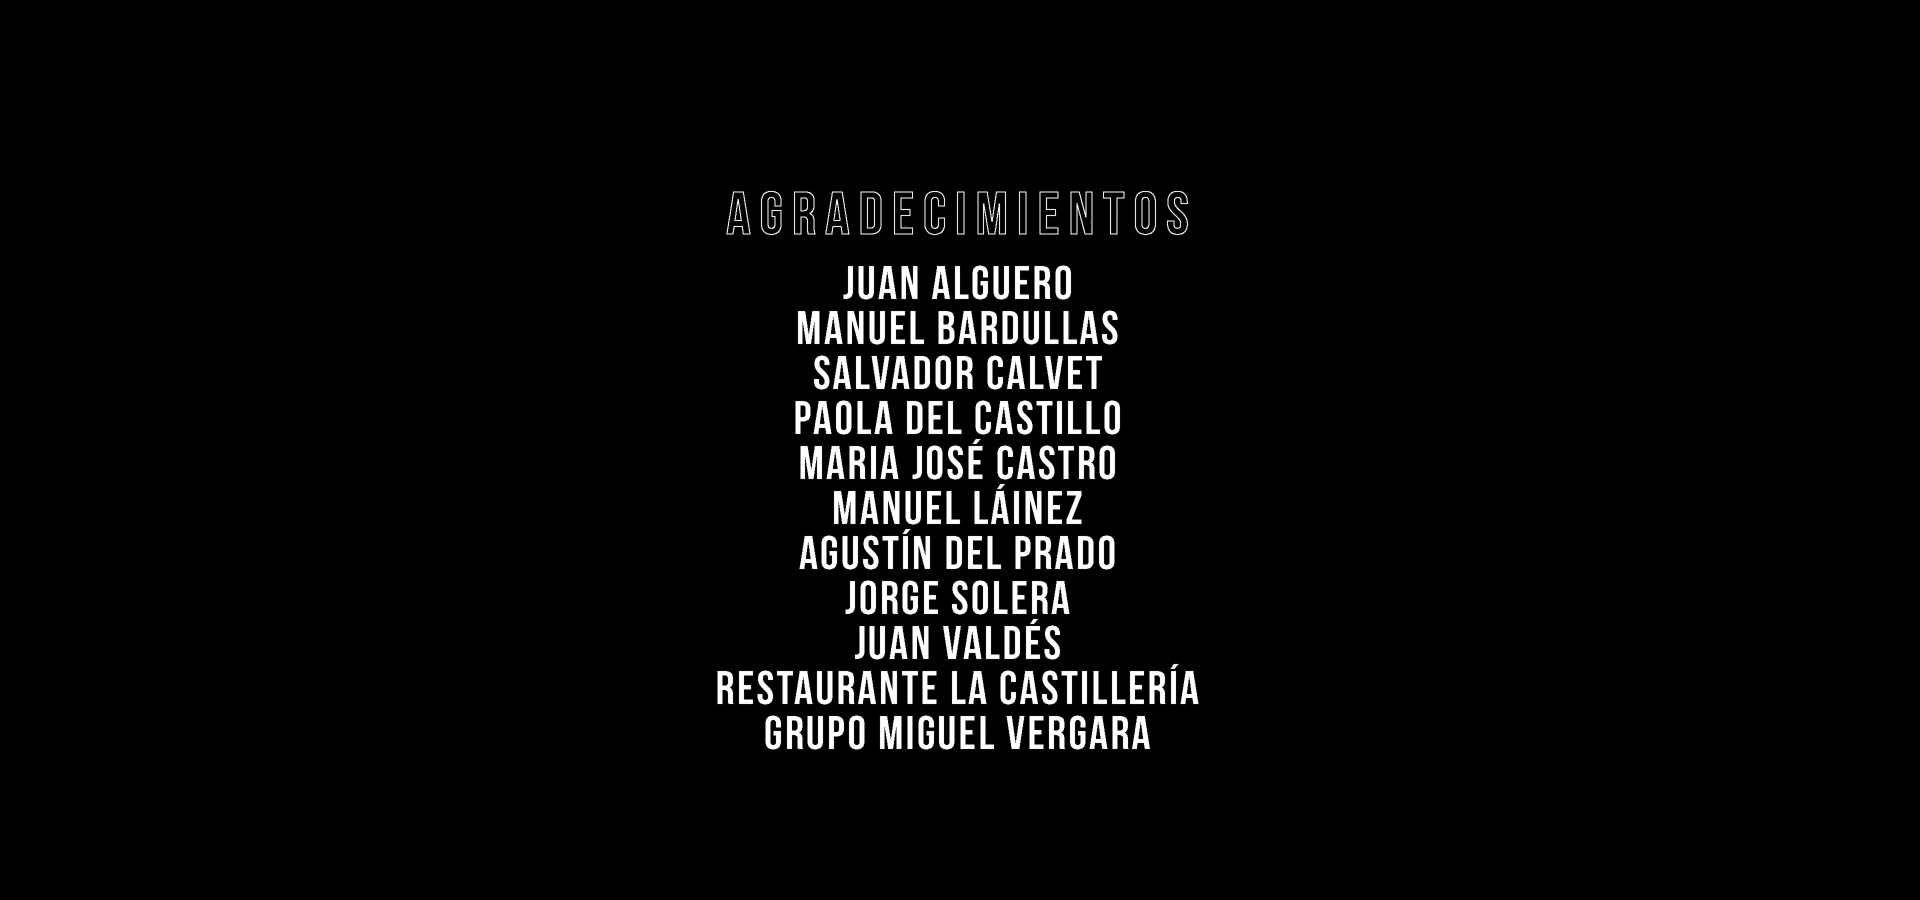 AGRADECIMIENTOS
JUAN ALGUERO
MANUEL BARDULLAS
SALVADOR CALVET
PAOLA DEL CASTILLO
MARIA JOSÉ CASTRO
MANUEL LÁINEZ
AGUSTÍN DEL PRADO
JORGE SOLERA
JUAN VALDÉS
RESTAURANTE LA CASTILLERÍA
GRUPO MIGUEL VERGARA